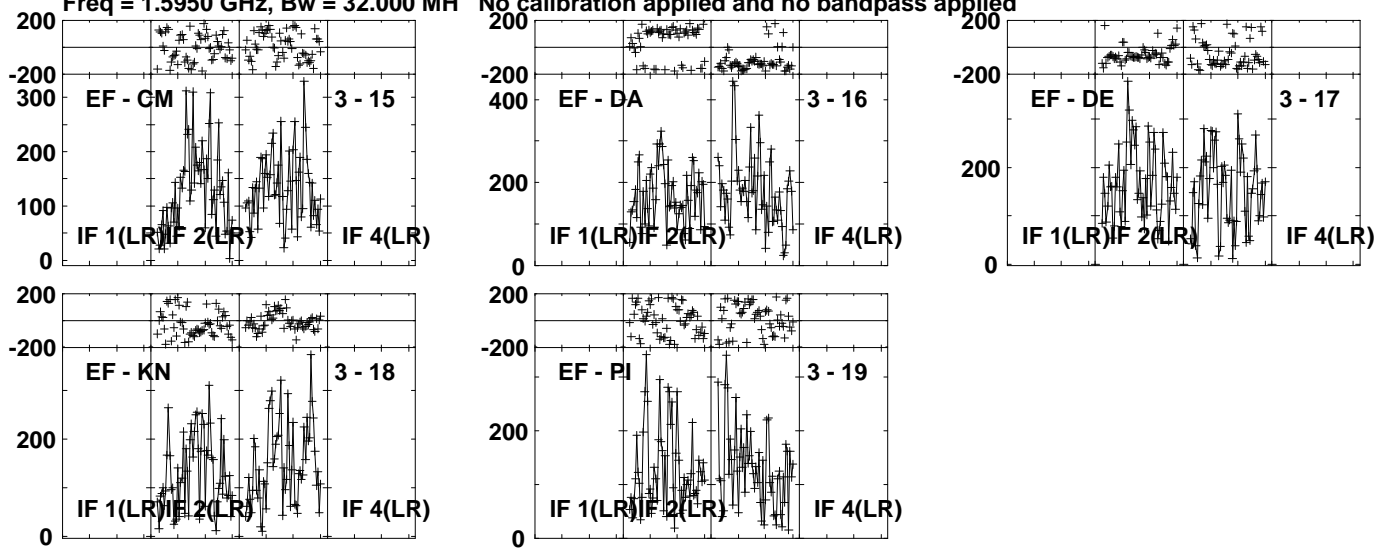 Freq = 1.5950 GHz, Bw = 32.000 MH No calibration applied and no bandpass applied
200
-200
300
200
100
0
EF - CM
3 - 15
IF 1(LR)
IF 2(LR)
IF 4(LR)
200
-200
400
200
0
EF - DA
3 - 16
IF 1(LR)
IF 2(LR)
IF 4(LR)
200
-200
200
0
EF - DE
3 - 17
IF 1(LR)
IF 2(LR)
IF 4(LR)
200
-200
200
0
EF - KN
3 - 18
IF 1(LR)
IF 2(LR)
IF 4(LR)
200
-200
200
0
EF - PI
3 - 19
IF 1(LR)
IF 2(LR)
IF 4(LR)